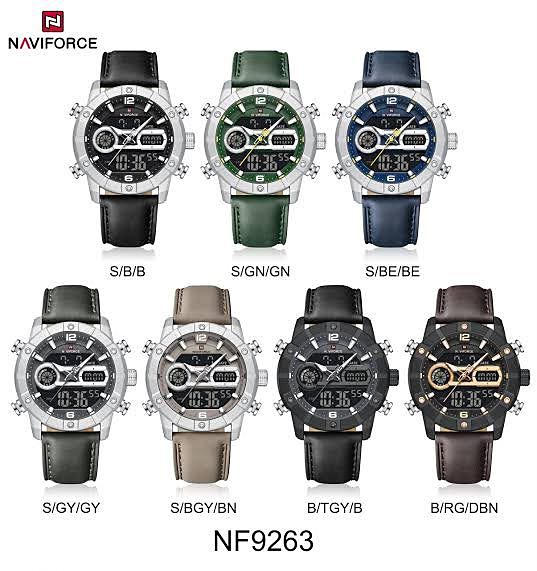 NAVIFORCE
S/B/B
S/GN/GN
S/BE/BE
S/GY/GY
S/BGY/BN
B/TGY/B
B/RG/DBN
NF9263